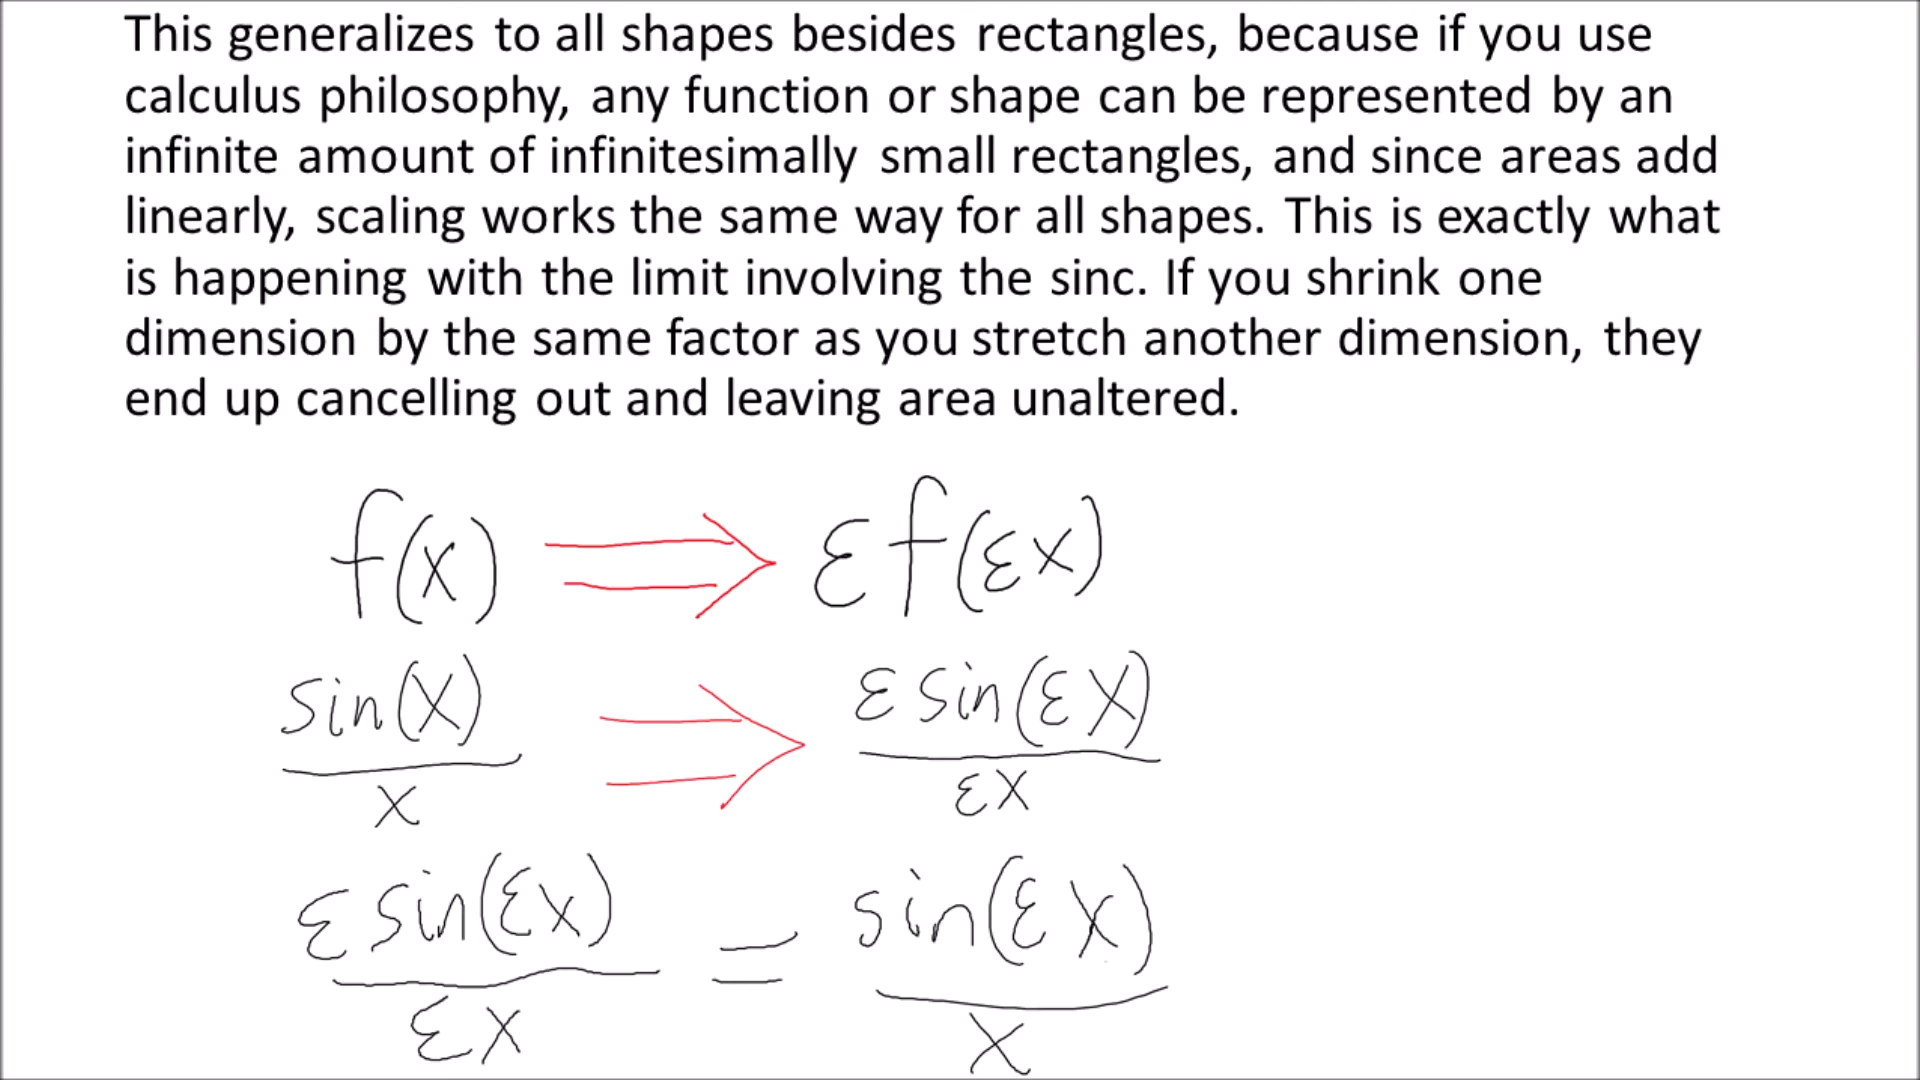 This generalizes to all shapes besides rectangles, because if you use
calculus philosophy, any function or shape can be represented by an
infinite amount of infinitesimally small rectangles, and since areas add
linearly, scaling works the same way for all shapes. This is exactly what
is happening with the limit involving the sinc. If you shrink one
dimension by the same factor as you stretch another dimension, they
end up cancelling out and leaving area unaltered.
f(x) ⇒ εf(εx)
sin(x)/x ⇒ εsin(εx)/εx
εsin(εx)/εx = sin(εx)/x